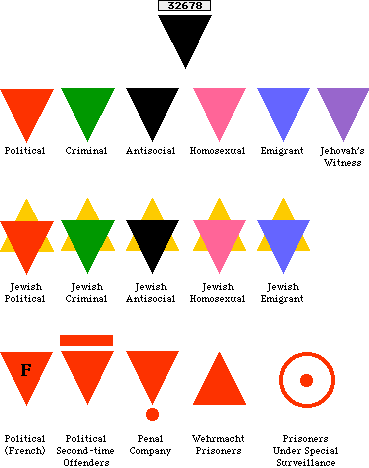 32678
Political
Criminal
Antisocial
Homosexual
Emigrant
Jehovah's
Witness
Jewish
Political
Jewish
Criminal
Jewish
Antisocial
Jewish
Homosexual
Jewish
Emigrant
F
Political
(French)
Political
Second-time
Offenders
Penal
Company
Wehrmacht
Prisoners
Prisoners
Under Special
Surveillance